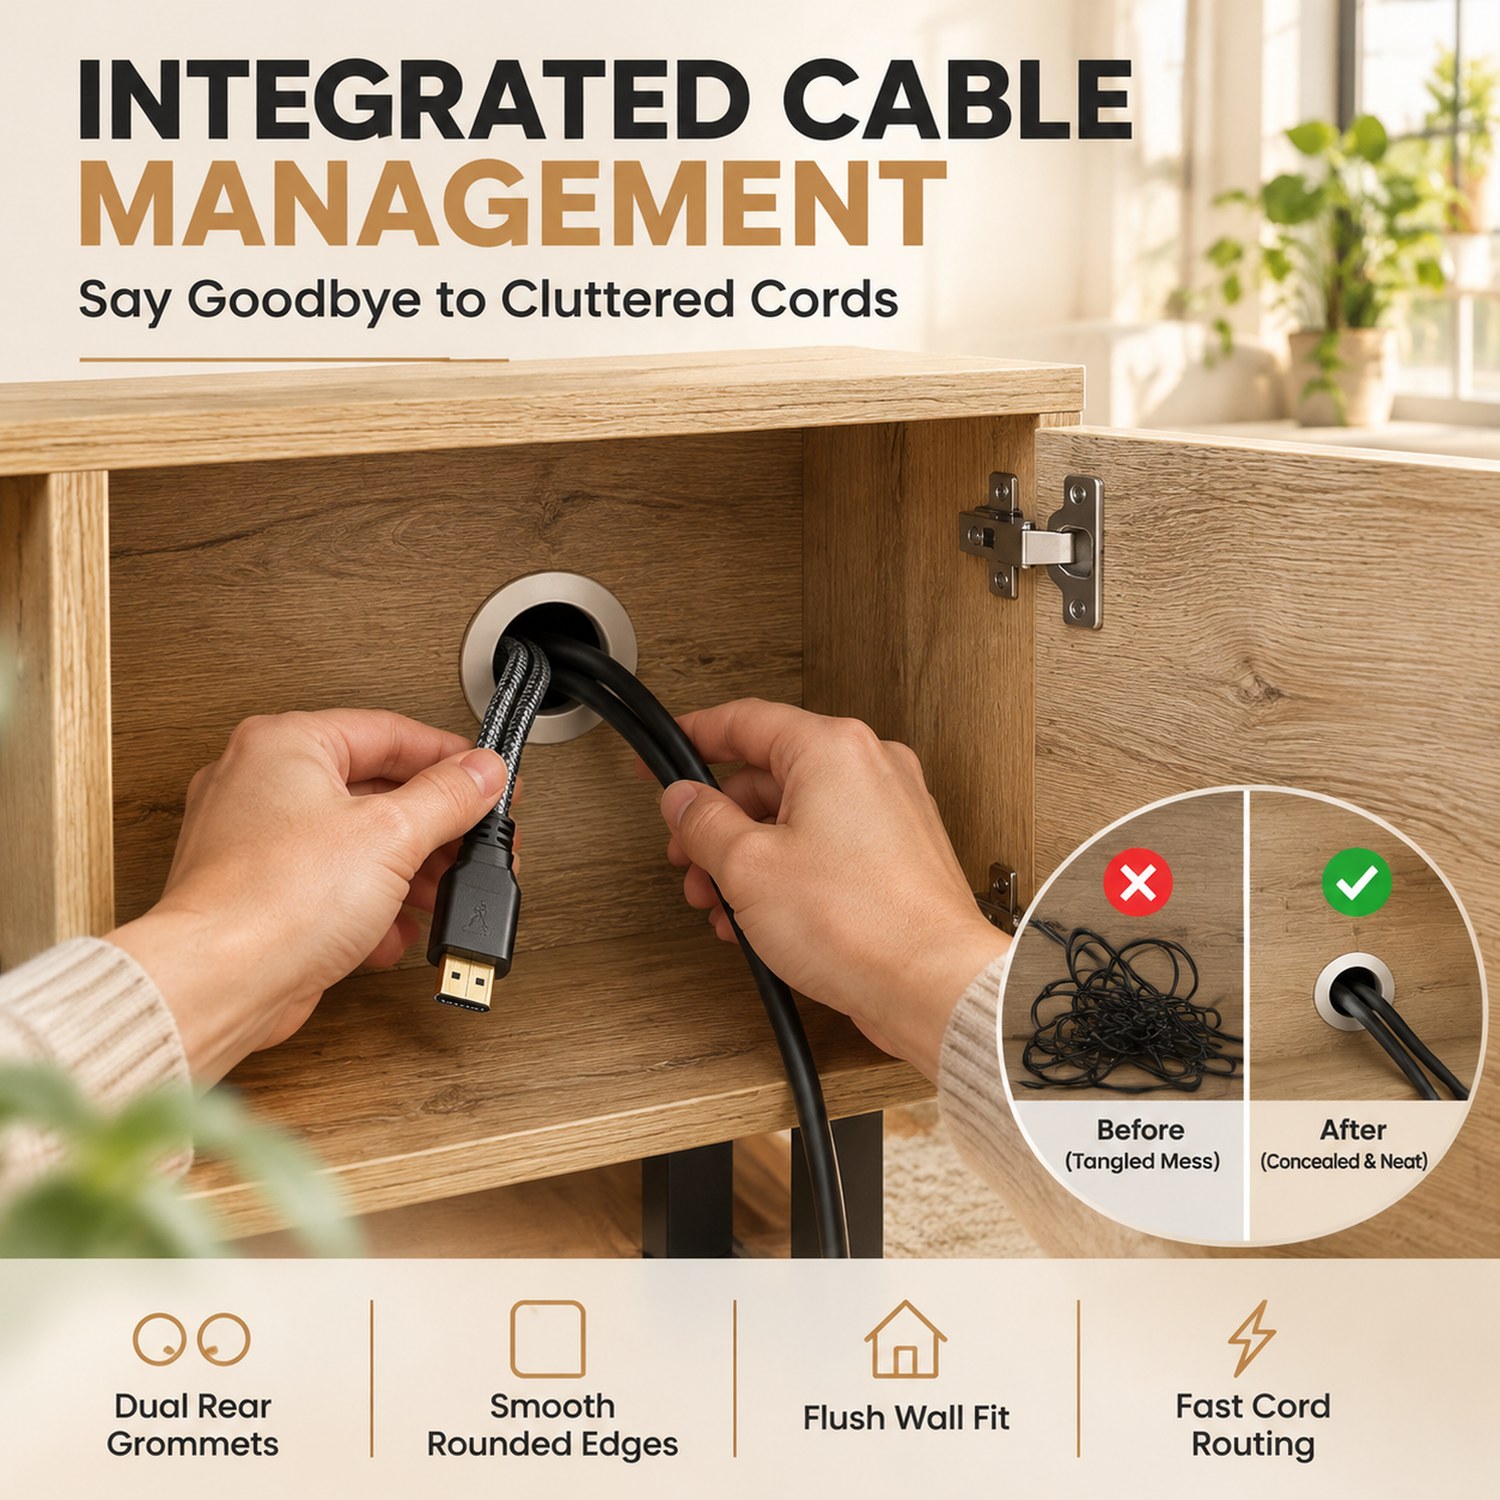 INTEGRATED CABLE
MANAGEMENT
Say Goodbye to Cluttered Cords
Before
(Tangled Mess)
After
(Concealed & Neat)
Dual Rear
Grommets
Smooth
Rounded Edges
Flush Wall Fit
Fast Cord
Routing